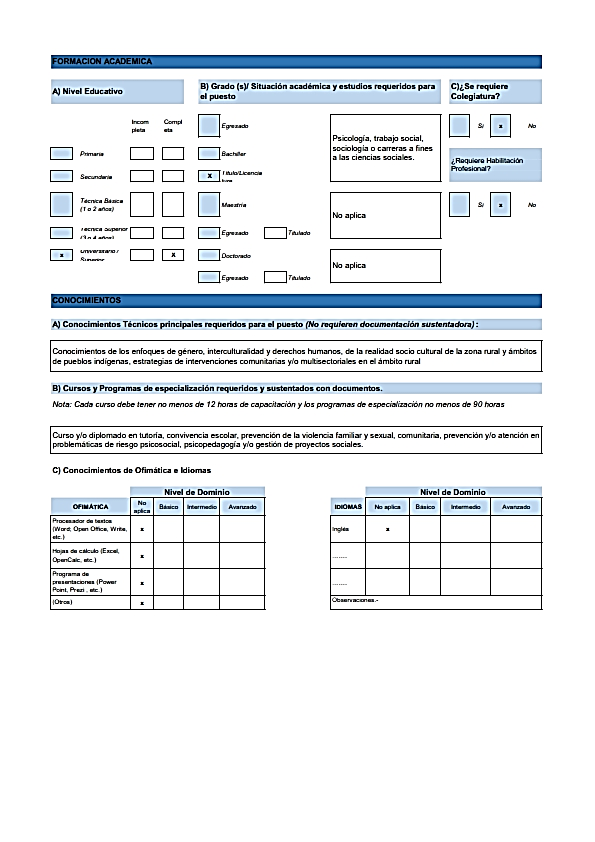 FORMACION ACADEMICA
A) Nivel Educativo
B) Grado (s)/ Situación académica y estudios requeridos para
el puesto
C)¿Se requiere
Colegiatura?
Incom
pleta
Compl
eta
Egresado
Psicología, trabajo social,
sociología o carreras a fines
a las ciencias sociales.
Sí
x
No
Primaria
Bachiller
¿Requiere Habilitación
Profesional?
Secundaria
x
Título/Licencia
tura
Técnica Básica
(1 o 2 años)
Maestría
No aplica
Sí
x
No
Técnica Superior
(3 o 4 años)
Egresado
Titulado
x
Universitario /
Superior
X
Doctorado
No aplica
Egresado
Titulado
CONOCIMIENTOS
A) Conocimientos Técnicos principales requeridos para el puesto (No requieren documentación sustentadora) :
Conocimientos de los enfoques de género, interculturalidad y derechos humanos, de la realidad socio cultural de la zona rural y ámbitos
de pueblos indígenas, estrategias de intervenciones comunitarias y/o multisectoriales en el ámbito rural
B) Cursos y Programas de especialización requeridos y sustentados con documentos.
Nota: Cada curso debe tener no menos de 12 horas de capacitación y los programas de especialización no menos de 90 horas
Curso y/o diplomado en tutoría, convivencia escolar, prevención de la violencia familiar y sexual, comunitaria, prevención y/o atención en
problemáticas de riesgo psicosocial, psicopedagogía y/o gestión de proyectos sociales.
C) Conocimientos de Ofimática e Idiomas
Nivel de Dominio
OFIMÁTICA
No
aplica
Básico
Intermedio
Avanzado
Procesador de textos
(Word; Open Office, Write,
etc.)
x
Hojas de cálculo (Excel,
OpenCalc, etc.)
x
Programa de
presentaciones (Power
Point, Prezi , etc.)
x
(Otros)
x
Nivel de Dominio
IDIOMAS
No aplica
Básico
Intermedio
Avanzado
Inglés
x
.........
.........
Observaciones.-